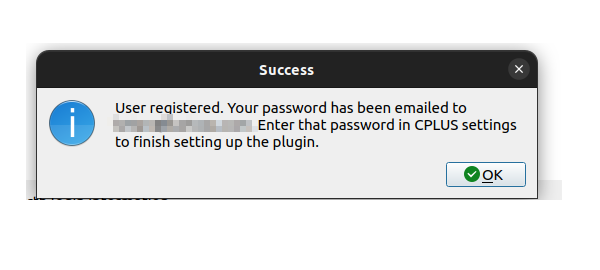 Success
User registered. Your password has been emailed to
Enter that password in CPLUS settings
to finish setting up the plugin.
OK